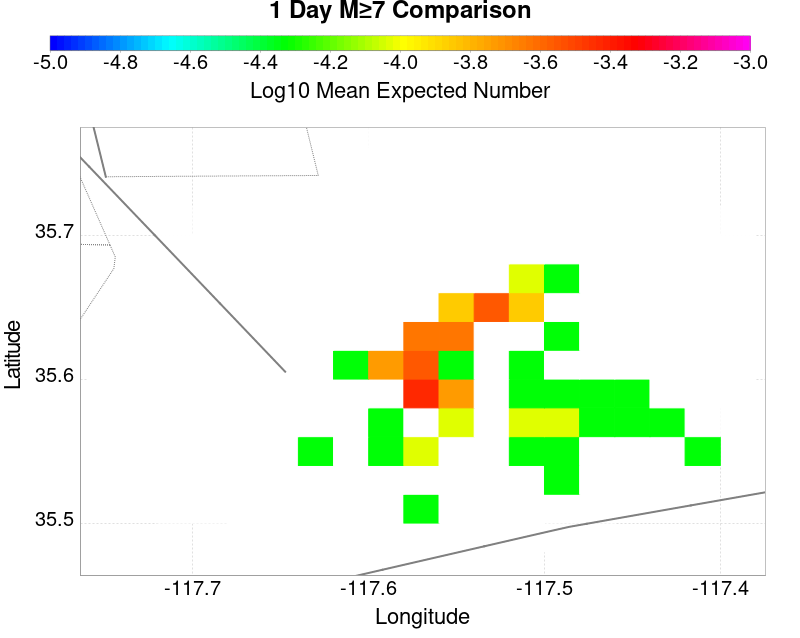 1 Day M≥7 Comparison
-5.0 -4.8 -4.6 -4.4 -4.2 -4.0 -3.8 -3.6 -3.4 -3.2 -3.0
Log10 Mean Expected Number
35.7
35.6
35.5
Latitude
-117.7 -117.6 -117.5 -117.4
Longitude